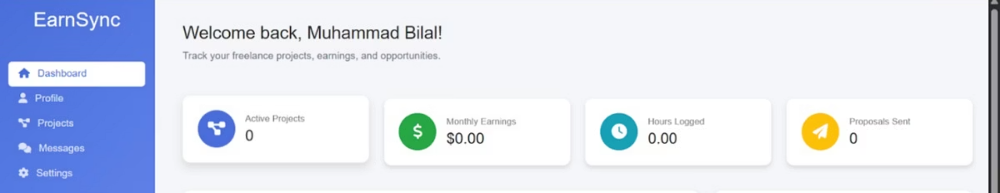 EarnSync
Dashboard
Profile
Projects
Messages
Settings
Welcome back, Muhammad Bilal!
Track your freelance projects, earnings, and opportunities.
Active Projects
0
Monthly Earnings
$0.00
Hours Logged
0.00
Proposals Sent
0